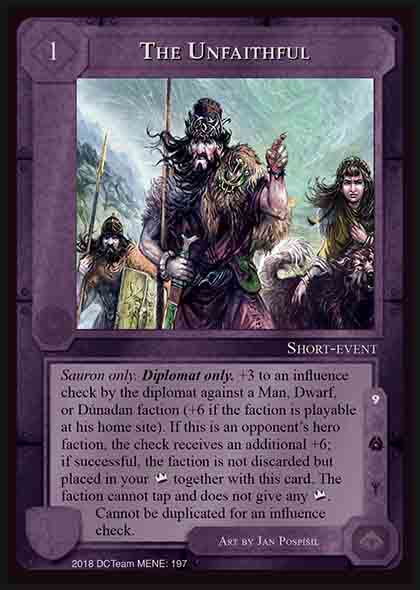 1
THE UNFAITHFUL
SHORT-EVENT
Sauron only. Diplomat only. +3 to an influence
check by the diplomat against a Man, Dwarf,
or Dúnadan faction (+6 if the faction is playable
at his home site). If this is an opponent's hero
faction, the check receives an additional +6;
if successful, the faction is not discarded but
placed in your together with this card. The
faction cannot tap and does not give any .
Cannot be duplicated for an influence
check.
9
ART BY JAN POSPÍŠIL
2018 DCTeam MENE: 197